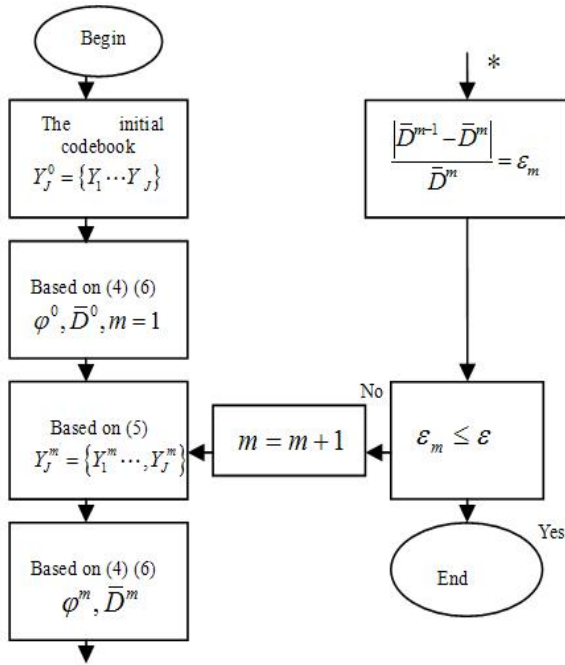 Begin
The initial
codebook
Y_J^0 = {Y_1 ⋯ Y_J}
Based on (4) (6)
φ^0, D̄^0, m = 1
Based on (5)
Y_J^m = {Y_1^m ⋯, Y_J^m}
Based on (4) (6)
φ^m, D̄^m
*
|D̄^{m-1} − D̄^m| / D̄^m = ε_m
ε_m ≤ ε
No
m = m + 1
Yes
End